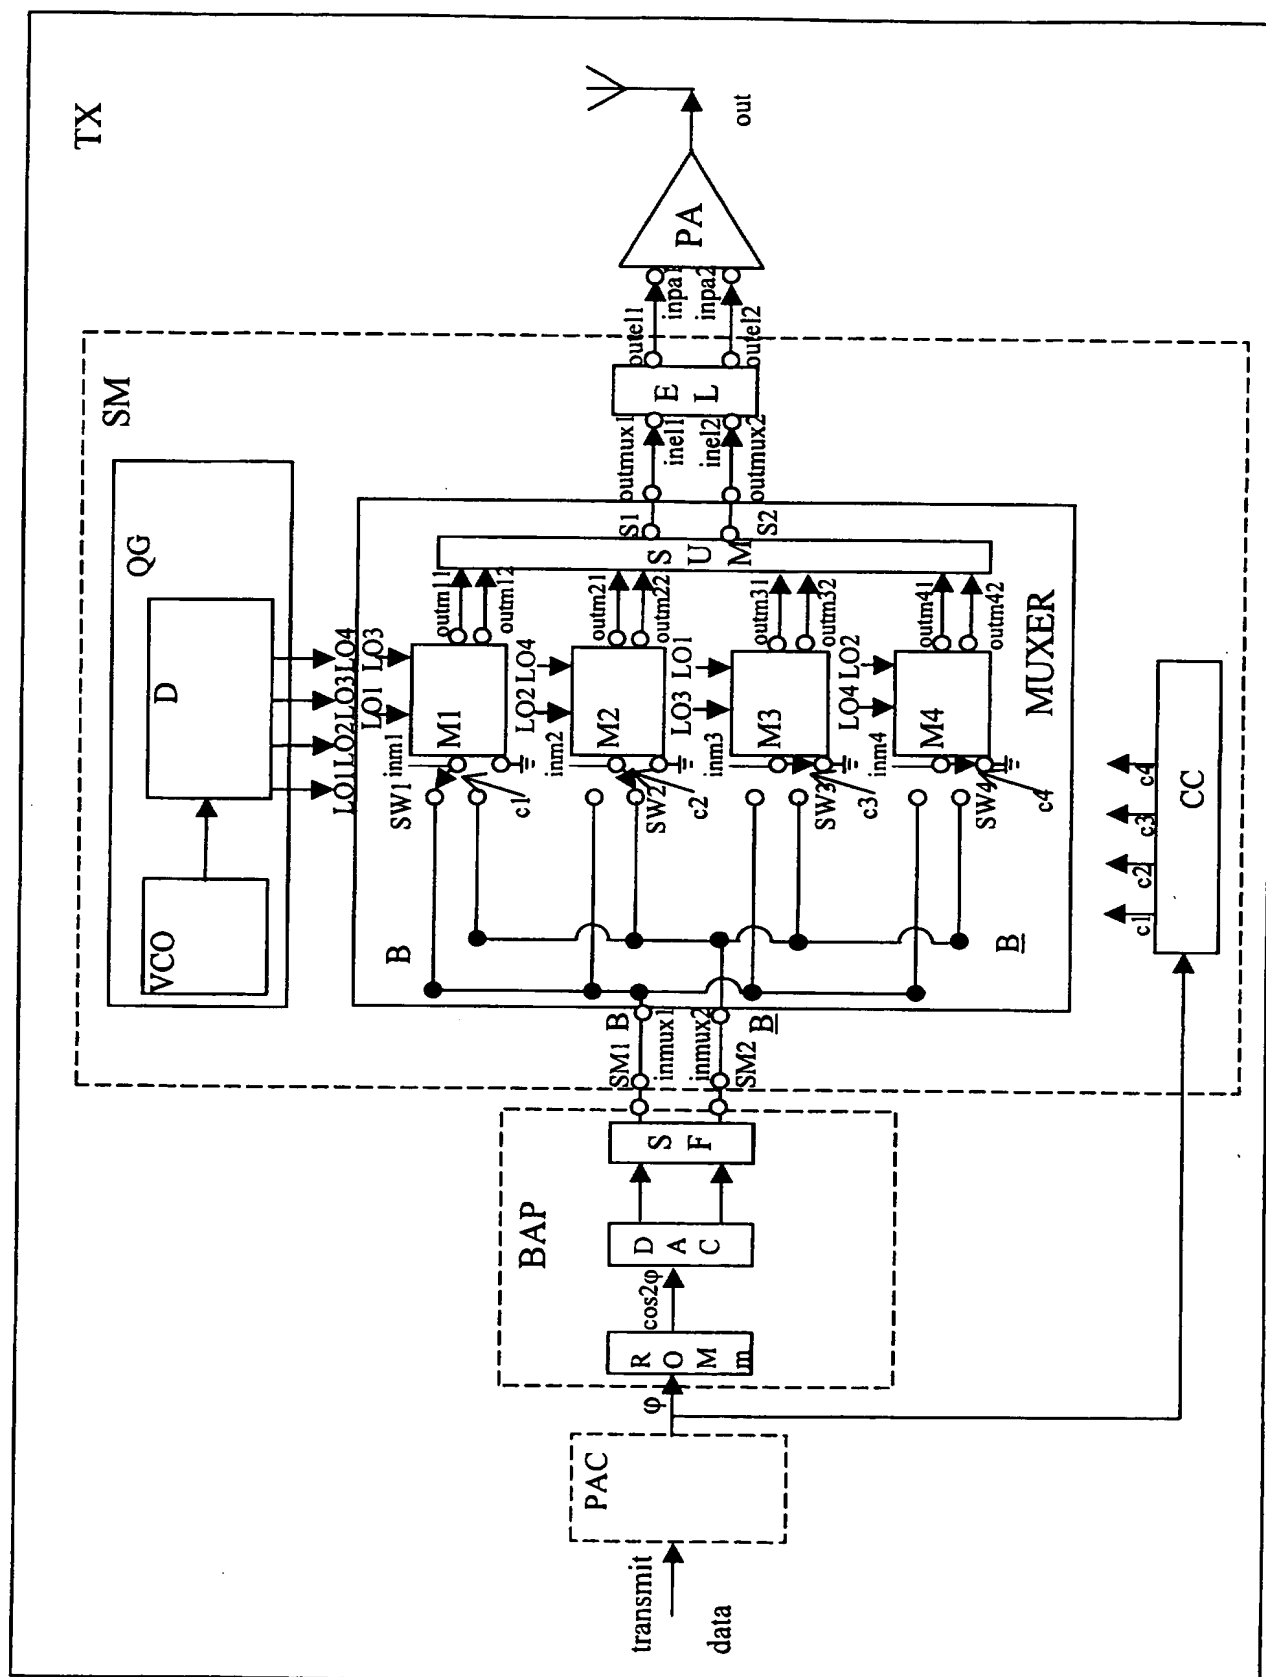 TX
SM
QG
VCO
D
LO1 LO2 LO3 LO4
transmit
data
PAC
φ
BAP
R O M m
cos2φ
D A C
S F
SM1
SM2
inmux1
inmux2
B
B
B
B
SW1
inm1
c1
LO1
LO3
M1
outm11
outm12
SW2
inm2
c2
LO2
LO4
M2
outm21
outm22
SW3
inm3
c3
LO3
LO1
M3
outm31
outm32
SW4
inm4
c4
LO4
LO2
M4
outm41
outm42
S U M
S1
S2
MUXER
outmux1
outmux2
inel1
inel2
E L
outel1
outel2
inpa1
inpa2
PA
out
c1 c2 c3 c4
CC